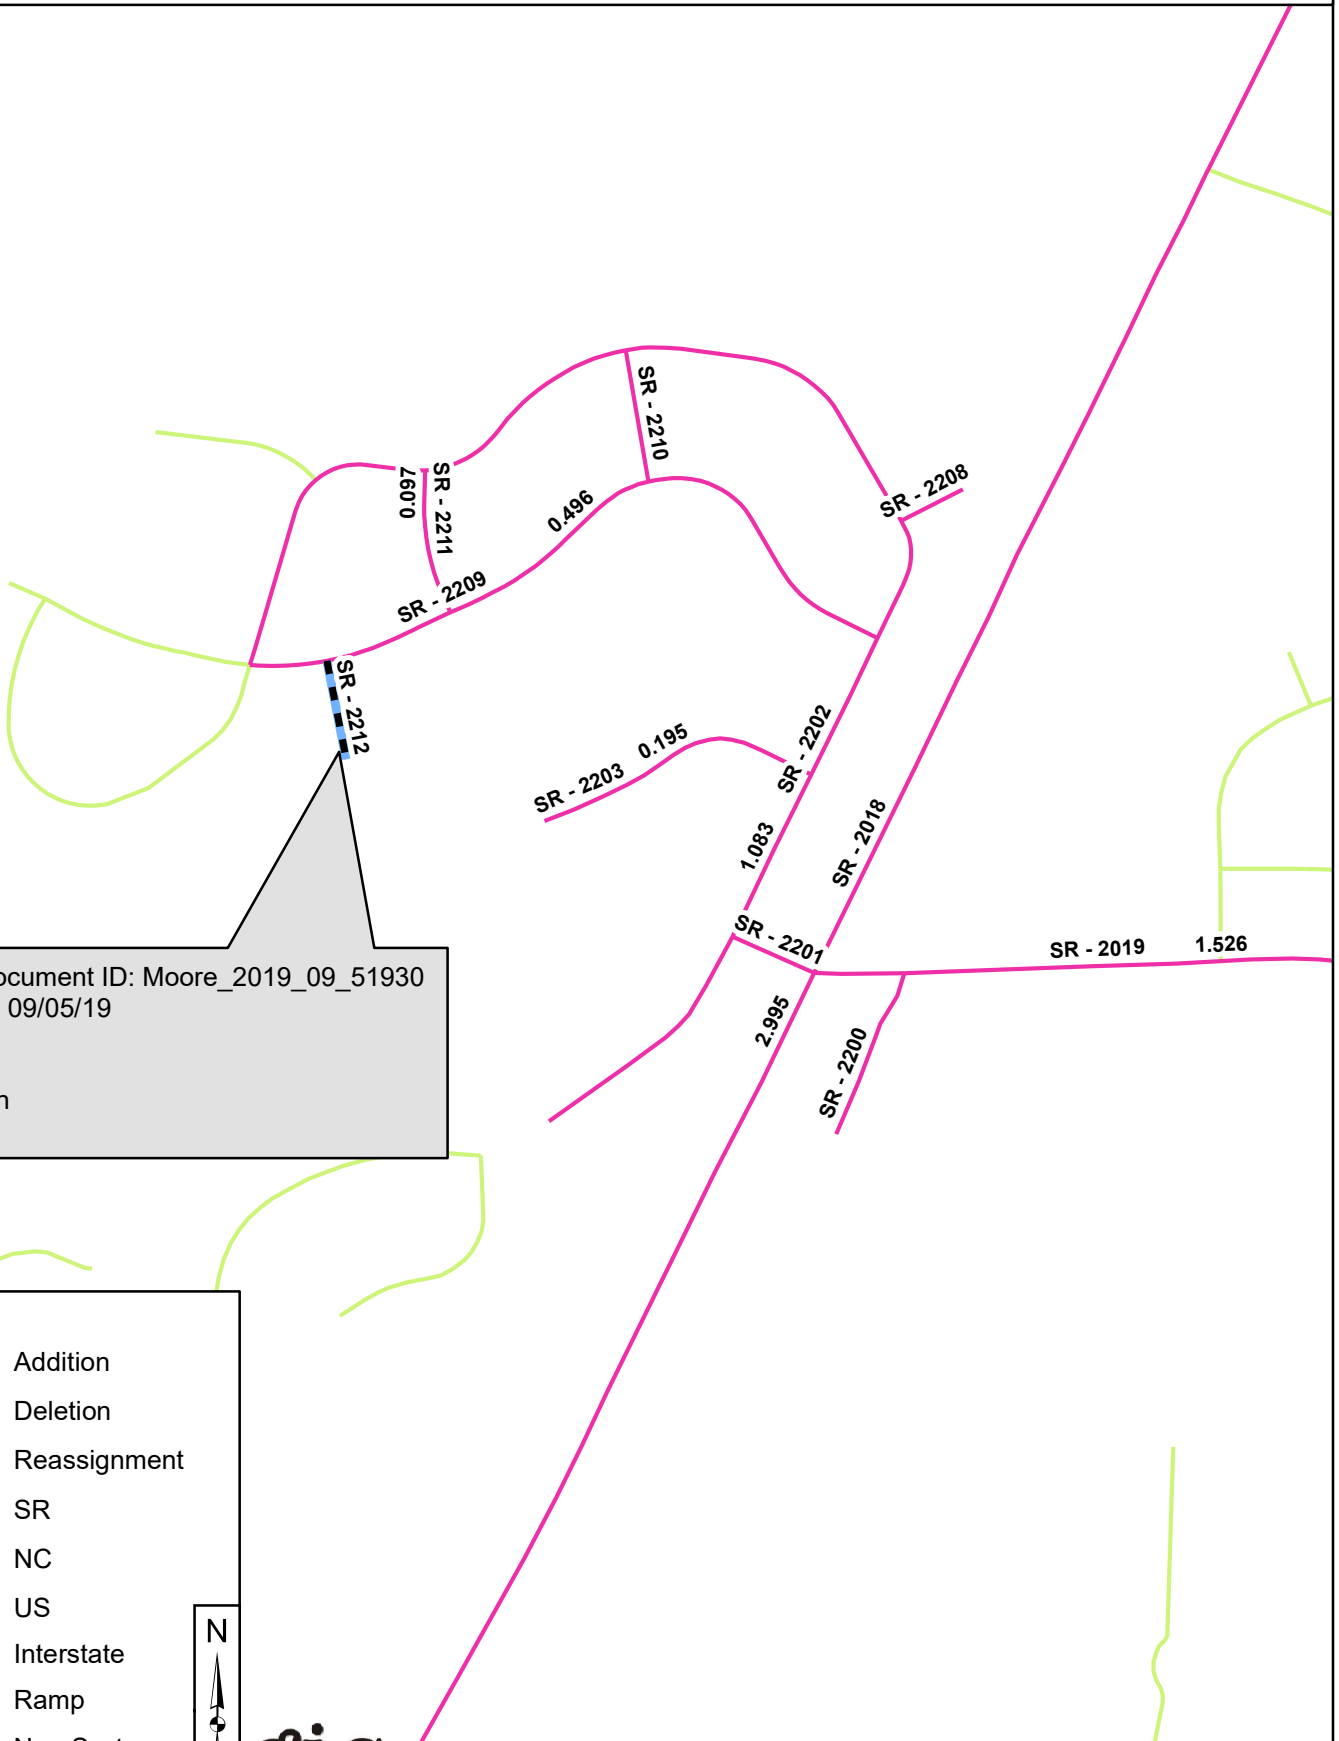 SR - 2210
SR - 2208
SR - 2211
0.097
0.496
SR - 2209
SR - 2212
SR - 2202
0.195
SR - 2203
1.083
SR - 2018
SR - 2201
SR - 2019
1.526
2.995
SR - 2200
ocument ID: Moore_2019_09_51930
09/05/19
n
Addition
Deletion
Reassignment
SR
NC
US
Interstate
Ramp
N